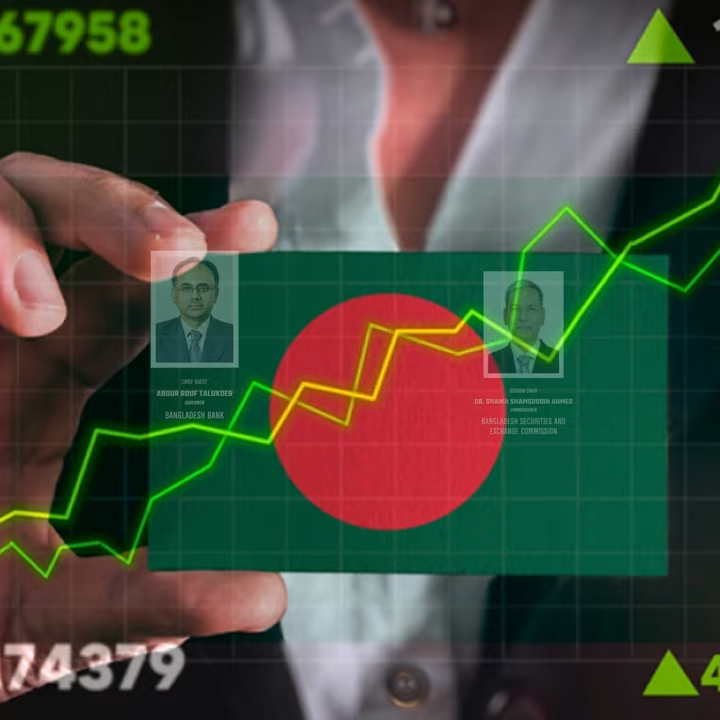 67958
CHIEF GUEST
ABDUR ROUF TALUKDER
GOVERNOR
BANGLADESH BANK
SESSION CHAIR
DR. SHAIKH SHAMSUDDIN AHMED
COMMISSIONER
BANGLADESH SECURITIES AND
EXCHANGE COMMISSION
74379
4